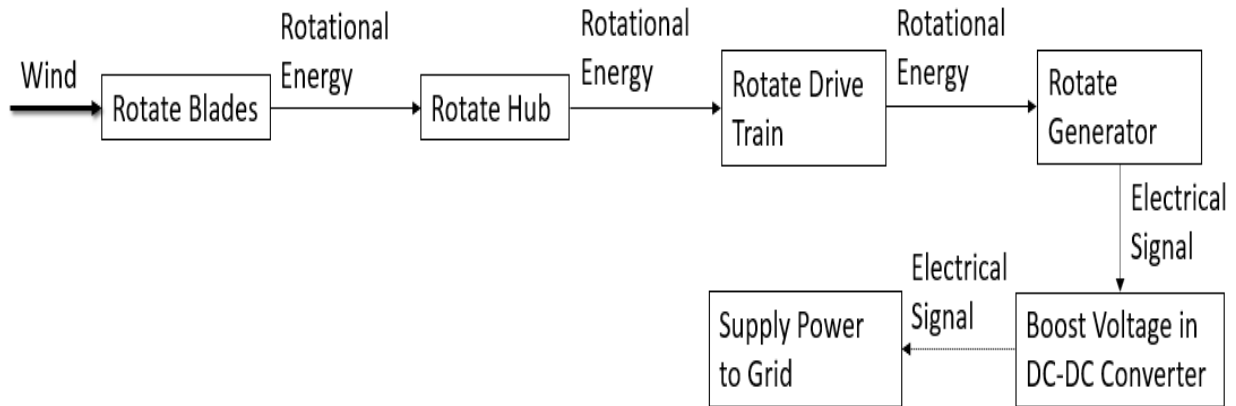 Wind
Rotate Blades
Rotational
Energy
Rotate Hub
Rotational
Energy
Rotate Drive
Train
Rotational
Energy
Rotate
Generator
Electrical
Signal
Boost Voltage in
DC-DC Converter
Electrical
Signal
Supply Power
to Grid